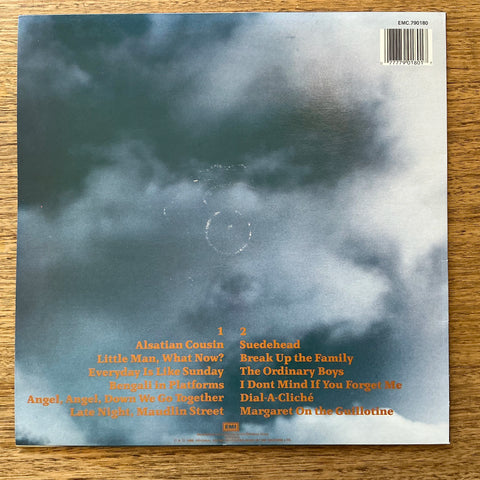 EMC.790180
1 2
Alsatian Cousin
Little Man, What Now?
Everyday Is Like Sunday
Bengali in Platforms
Angel, Angel, Down We Go Together
Late Night, Maudlin Street
Suedehead
Break Up the Family
The Ordinary Boys
I Dont Mind If You Forget Me
Dial-A-Cliché
Margaret On the Guillotine
EMI